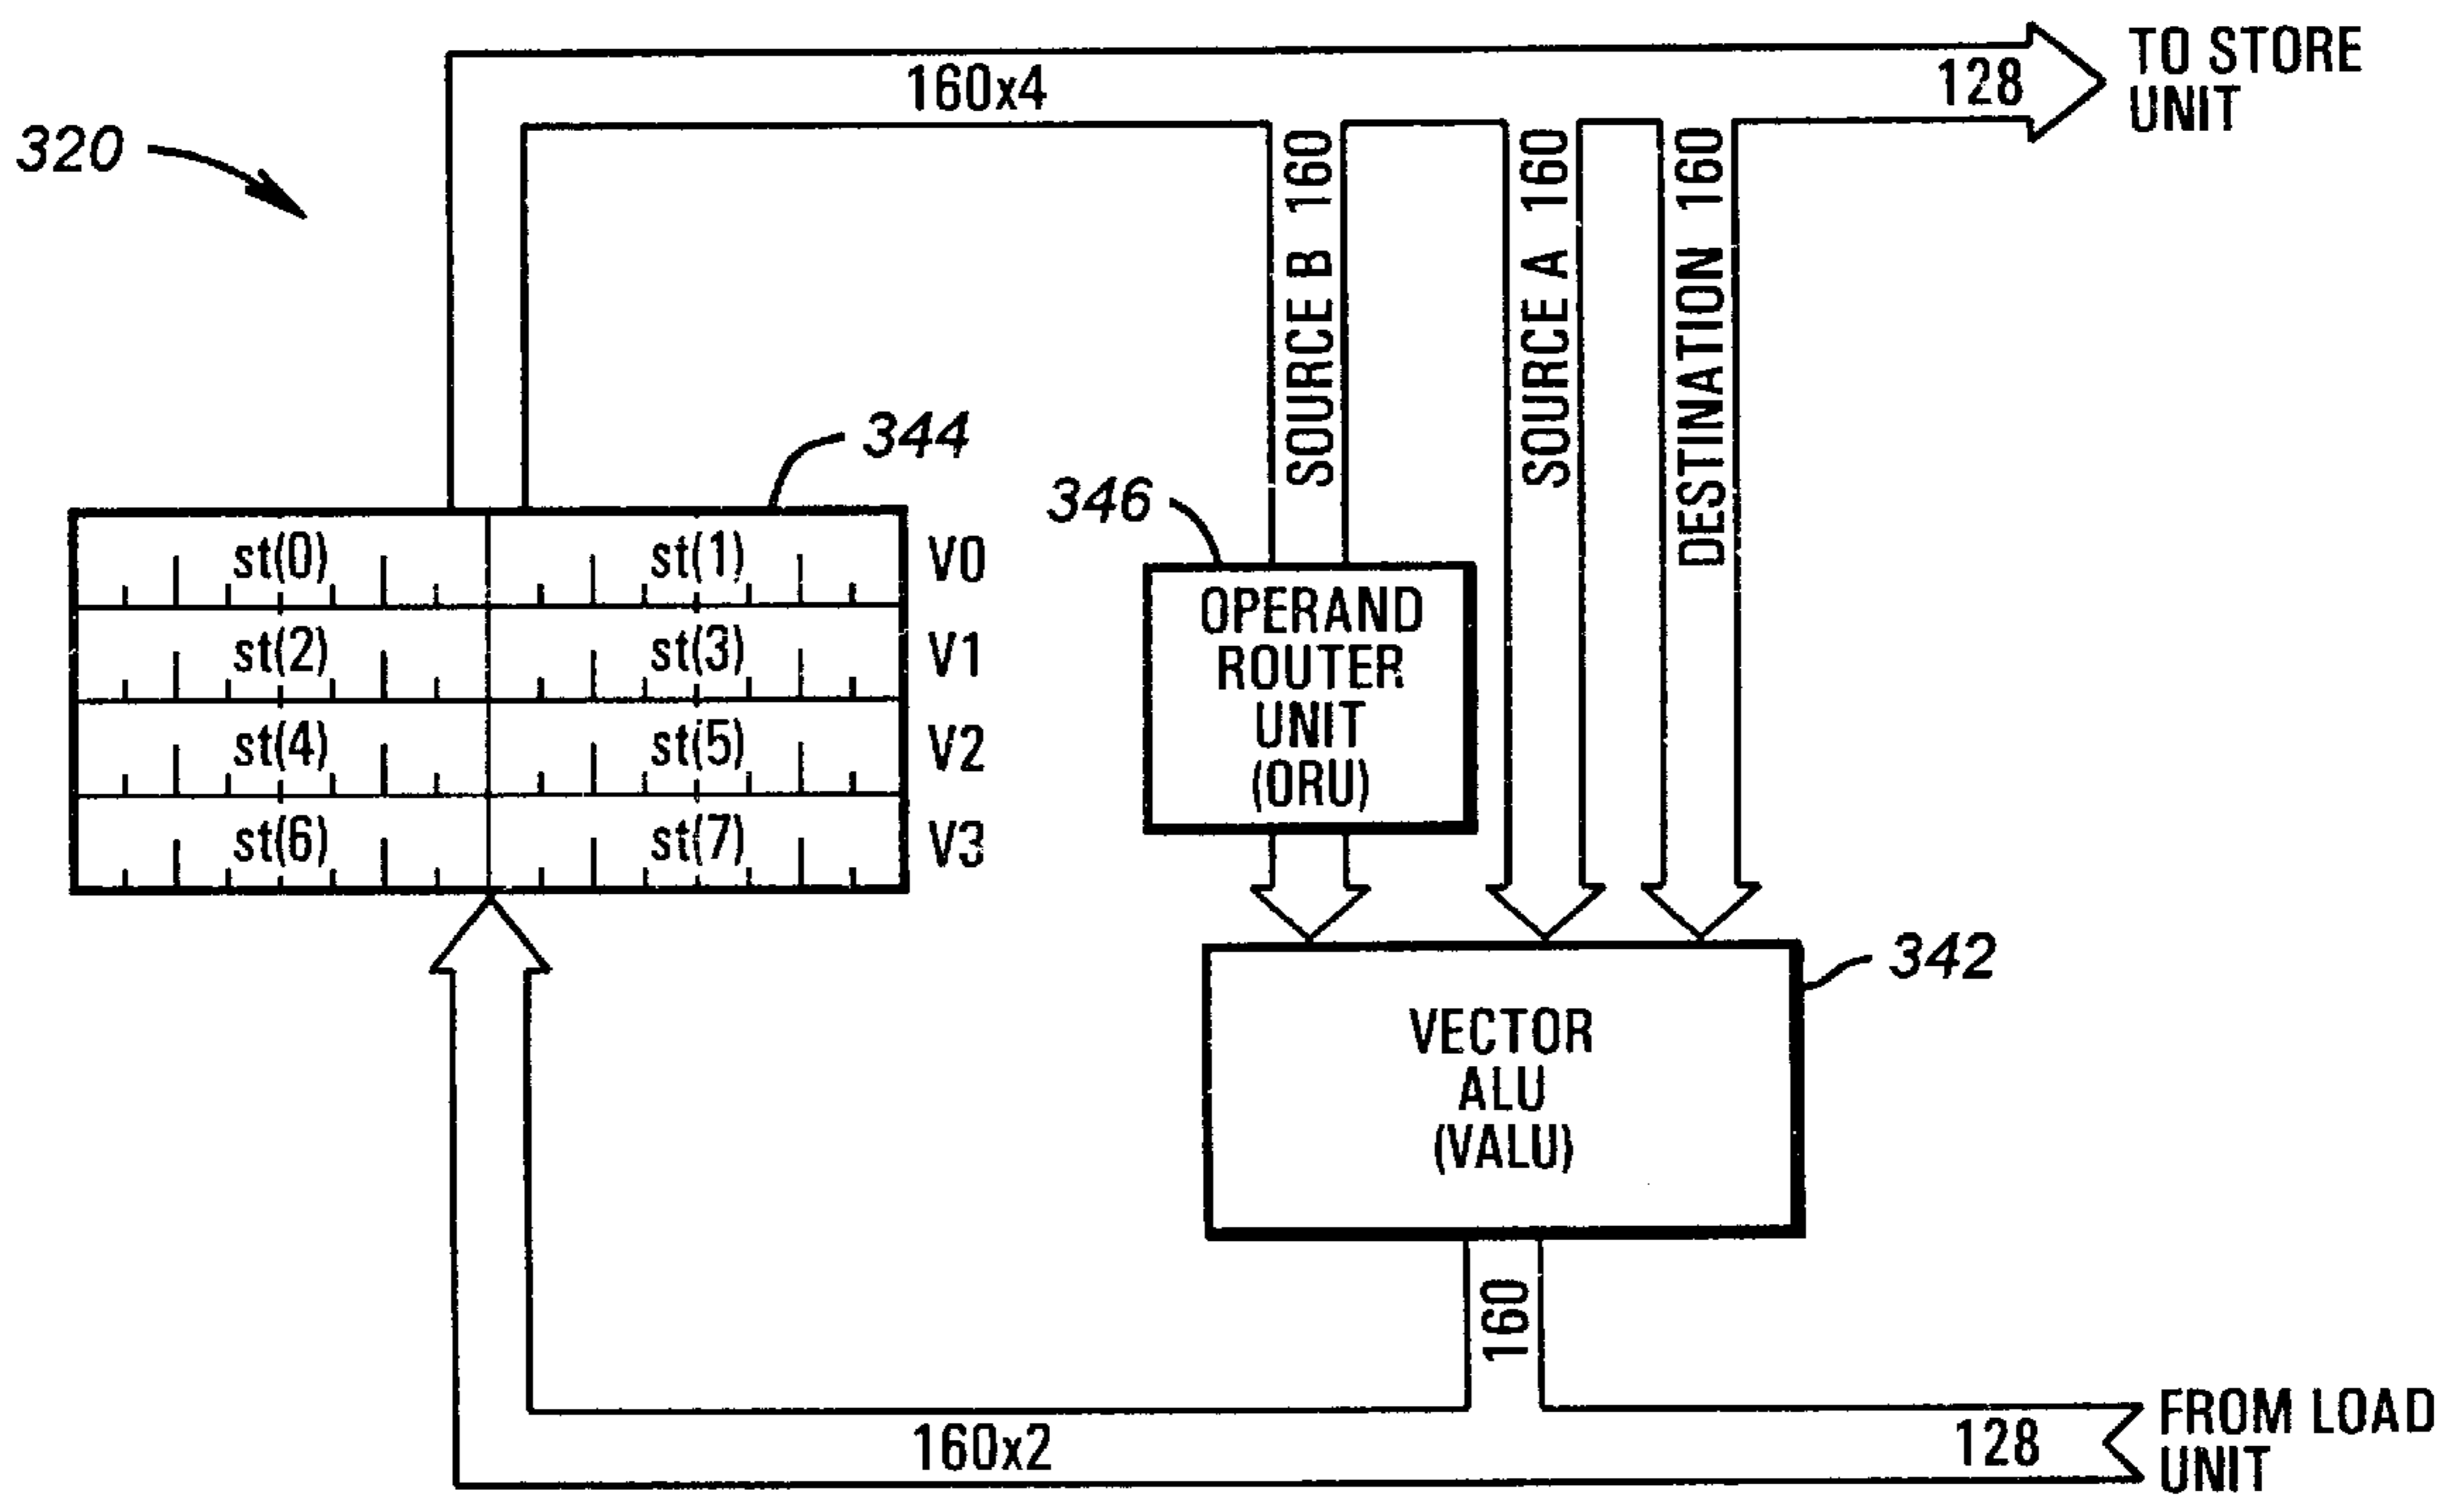 160x4
128
TO STORE
UNIT
320
SOURCE B 160
SOURCE A 160
DESTINATION 160
344
346
st(0)
st(1)
V0
st(2)
st(3)
V1
st(4)
st(5)
V2
st(6)
st(7)
V3
OPERAND
ROUTER
UNIT
(ORU)
342
VECTOR
ALU
(VALU)
160
160x2
128
FROM LOAD
UNIT